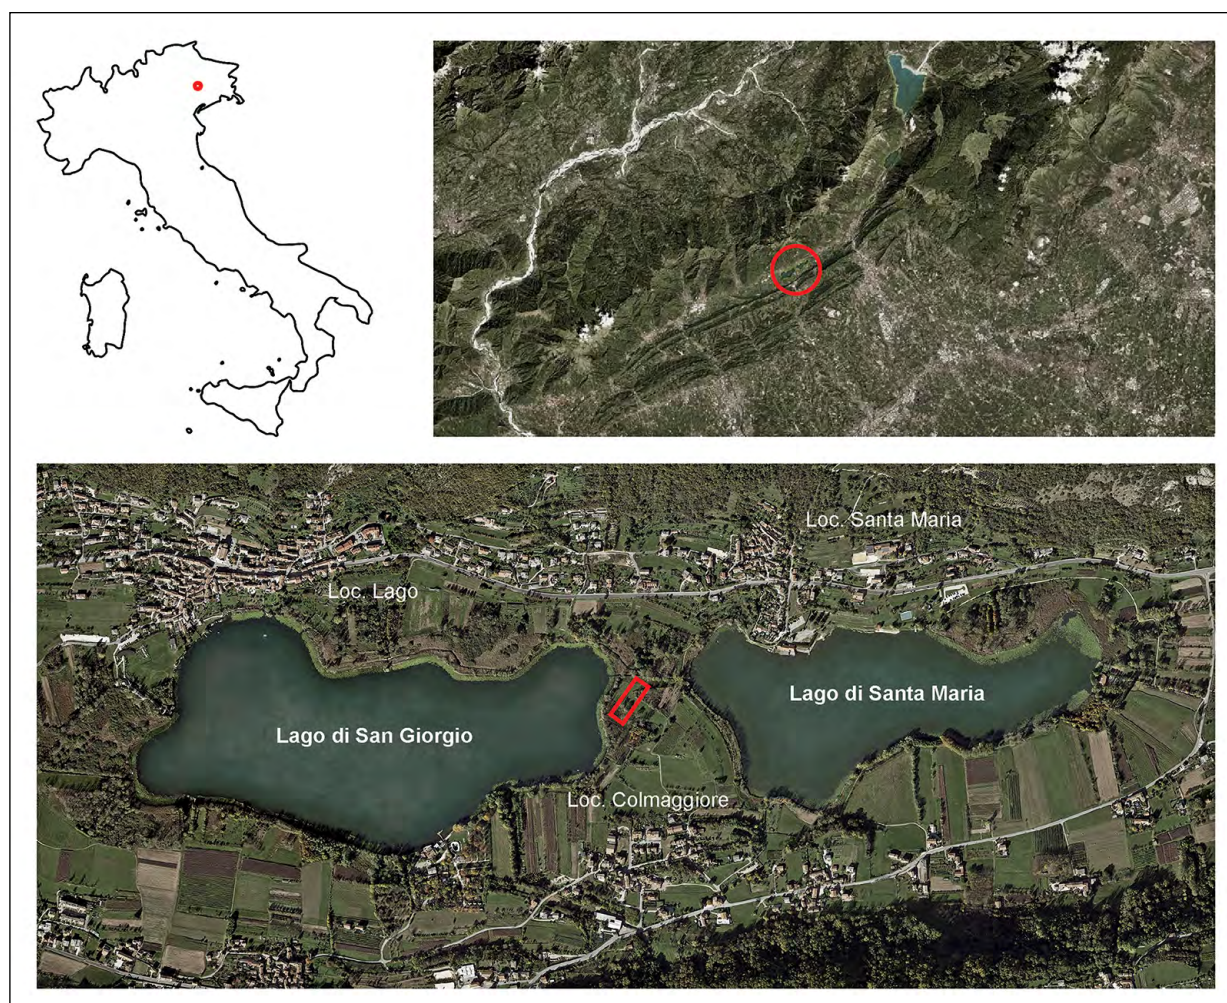 Loc. Santa Maria
Loc. Lago
Lago di Santa Maria
Lago di San Giorgio
Loc. Colmaggiore